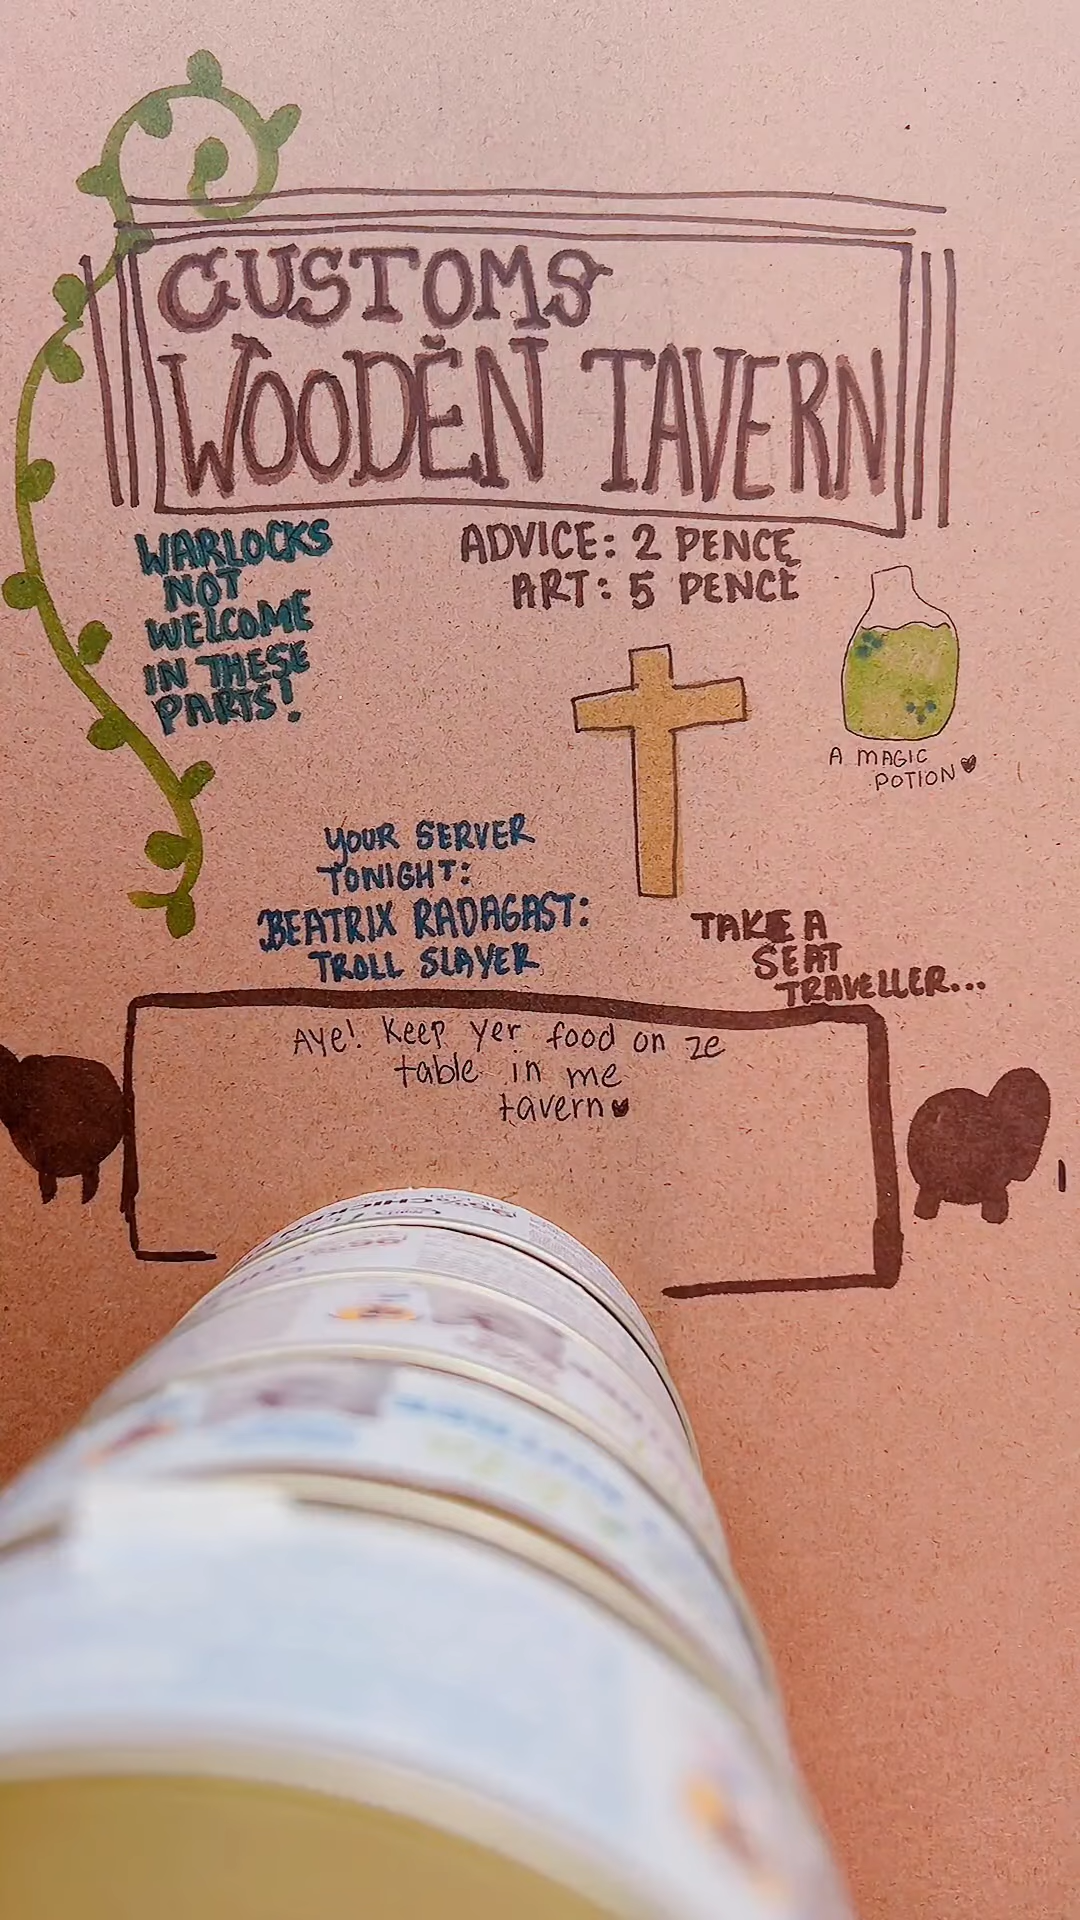 CUSTOMS
WOODEN TAVERN
WARLOCKS
NOT
WELCOME
IN THESE
PARTS!
ADVICE: 2 PENCE
ART: 5 PENCE
A MAGIC
POTION
YOUR SERVER
TONIGHT:
BEATRIX RADAGAST:
TROLL SLAYER
TAKE A
SEAT
TRAVELLER...
Aye! Keep yer food on ze
table in me
tavern